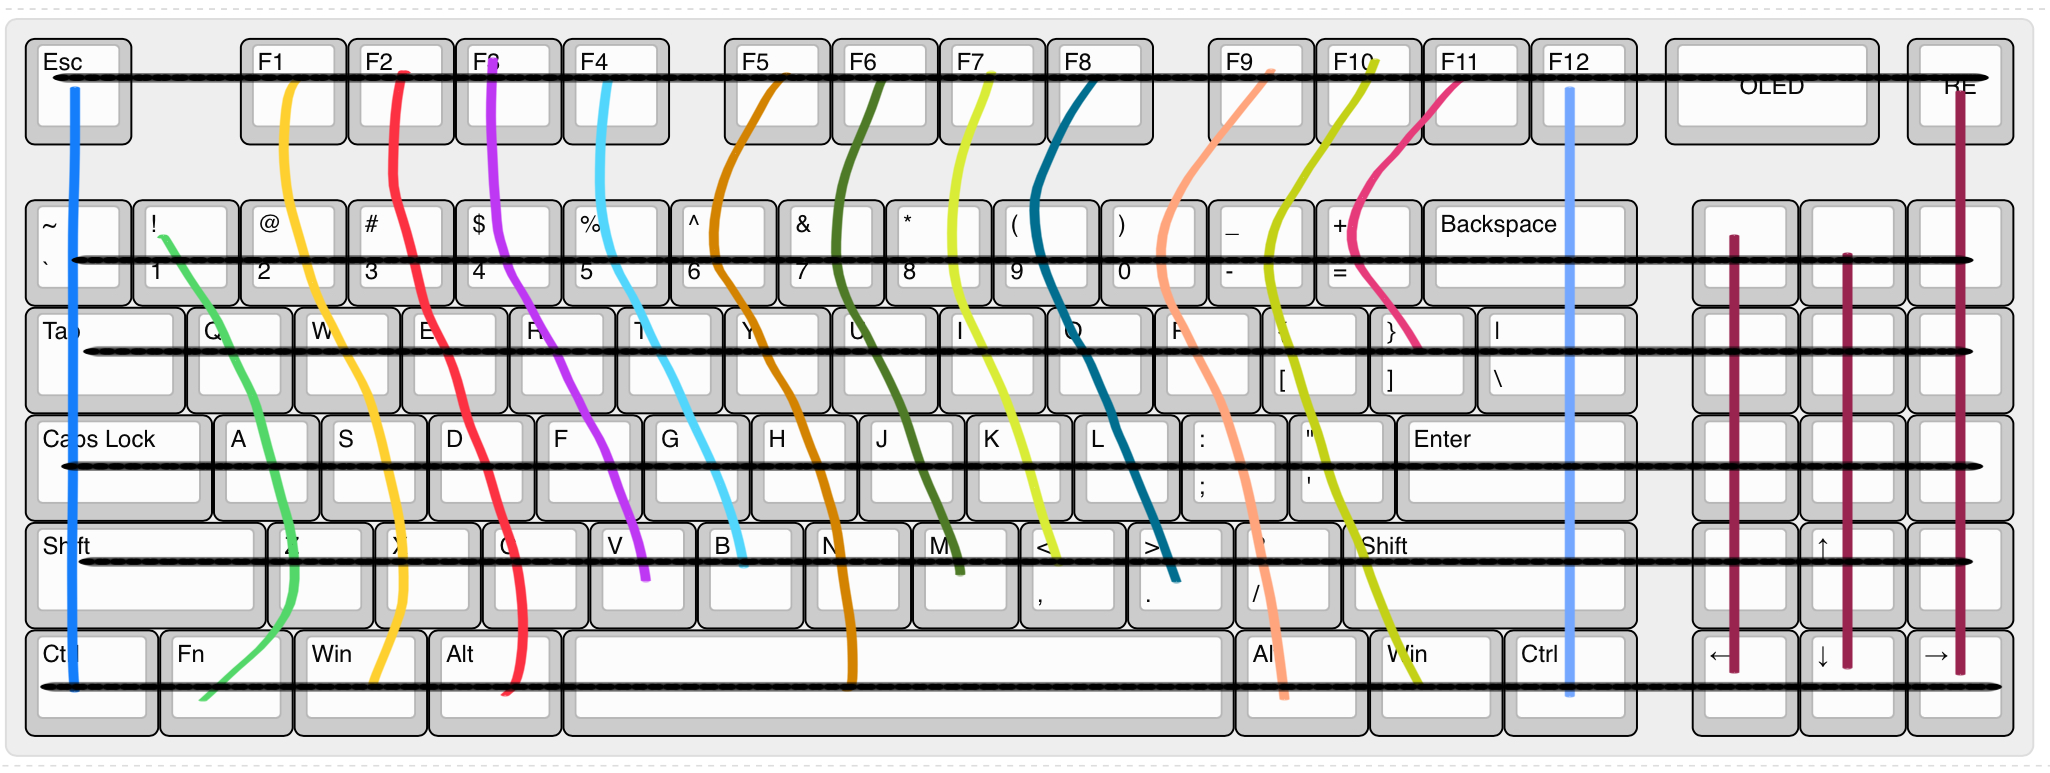 Esc F1 F2 F3 F4 F5 F6 F7 F8 F9 F10 F11 F12 OLED RE
~ ! @ # $ % ^ & * ( ) _ + Backspace
` 1 2 3 4 5 6 7 8 9 0 - =
Tab Q W E R T Y U I O P { } |
[ ] \
Caps Lock A S D F G H J K L : " Enter
; '
Shift Z X C V B N M < > ? Shift ↑
, . /
Ctrl Fn Win Alt Alt Win Ctrl ← ↓ →